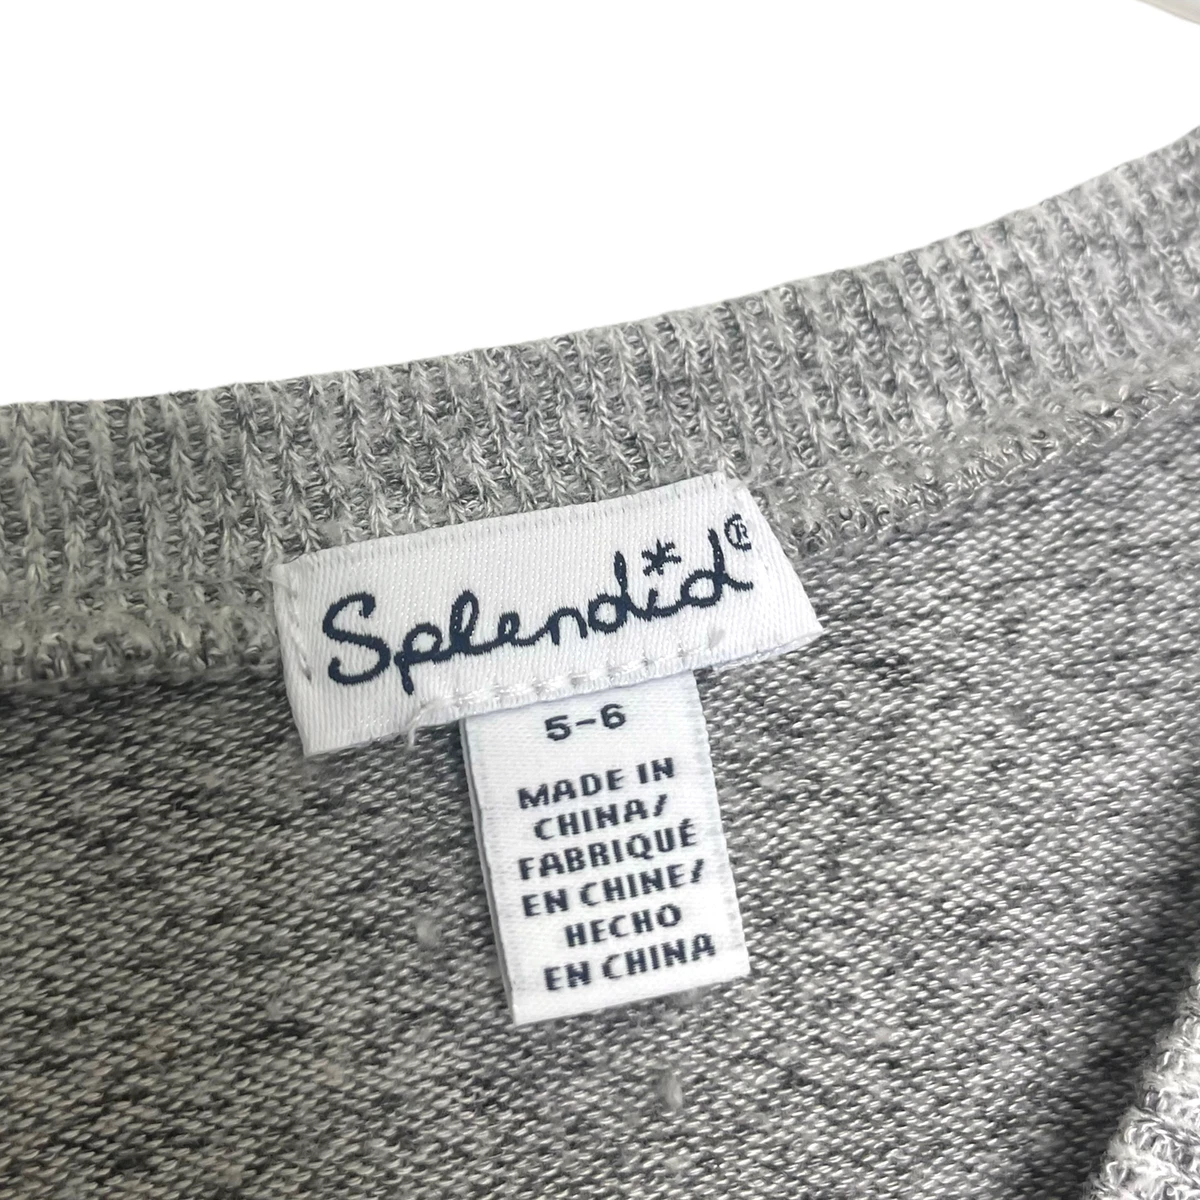 Splendid®
5-6
MADE IN
CHINA/
FABRIQUÉ
EN CHINE/
HECHO
EN CHINA